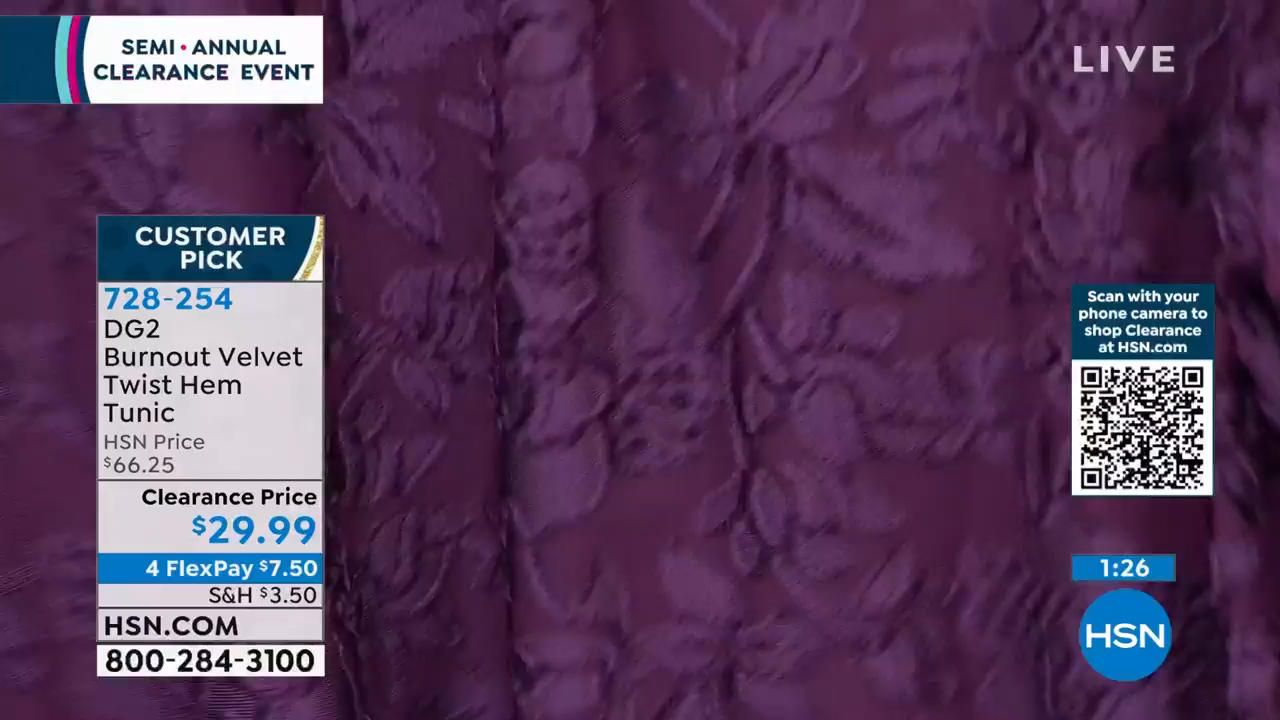 SEMI • ANNUAL
CLEARANCE EVENT
LIVE
CUSTOMER
PICK
728-254
DG2
Burnout Velvet
Twist Hem
Tunic
HSN Price
$66.25
Clearance Price
$29.99
4 FlexPay $7.50
S&H $3.50
HSN.COM
800-284-3100
Scan with your
phone camera to
shop Clearance
at HSN.com
1:26
HSN